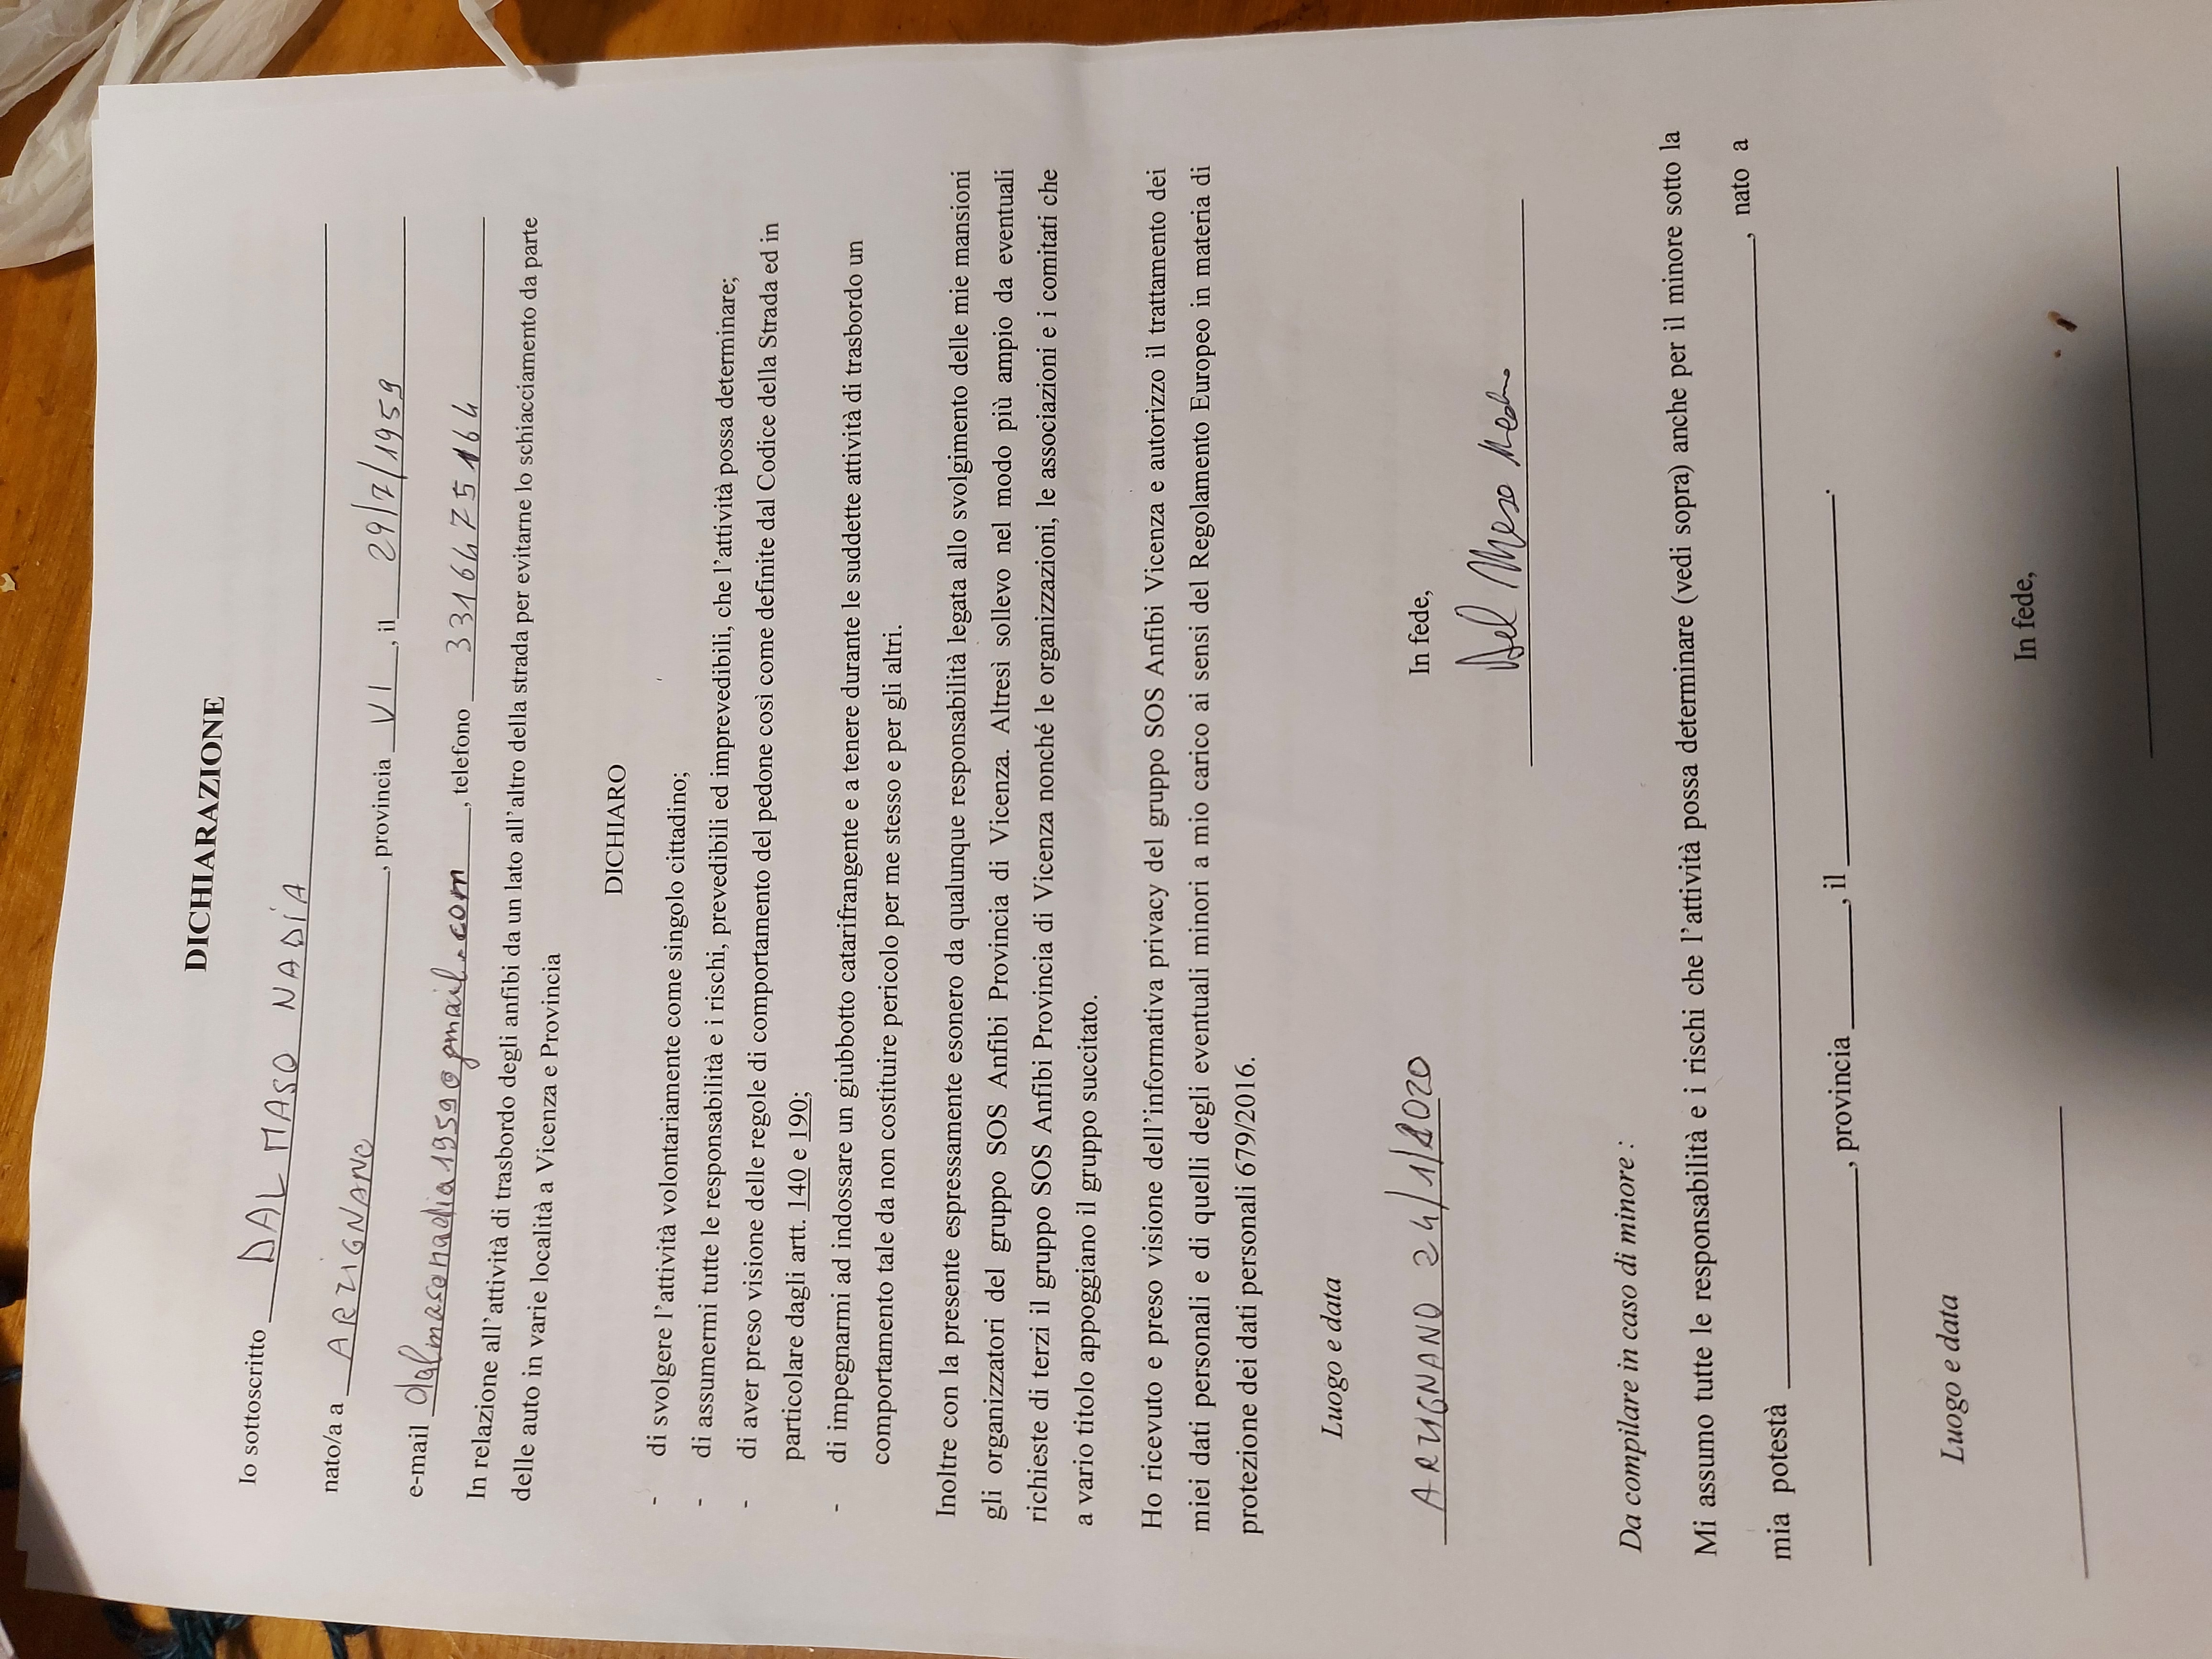 DICHIARAZIONE
Io sottoscritto DAL MASO NADIA
nato/a a ARZIGNANO, provincia VI, il 29/7/1959
e-mail dalmasonadia1959@gmail.com, telefono 3316475164
In relazione all'attività di trasbordo degli anfibi da un lato all'altro della strada per evitarne lo schiacciamento da parte
delle auto in varie località a Vicenza e Provincia
DICHIARO
- di svolgere l'attività volontariamente come singolo cittadino;
- di assumermi tutte le responsabilità e i rischi, prevedibili ed imprevedibili, che l'attività possa determinare;
- di aver preso visione delle regole di comportamento del pedone così come definite dal Codice della Strada ed in
particolare dagli artt. 140 e 190;
- di impegnarmi ad indossare un giubbotto catarifrangente e a tenere durante le suddette attività di trasbordo un
comportamento tale da non costituire pericolo per me stesso e per gli altri.
Inoltre con la presente espressamente esonero da qualunque responsabilità legata allo svolgimento delle mie mansioni
gli organizzatori del gruppo SOS Anfibi Provincia di Vicenza. Altresì sollevo nel modo più ampio da eventuali
richieste di terzi il gruppo SOS Anfibi Provincia di Vicenza nonché le organizzazioni, le associazioni e i comitati che
a vario titolo appoggiano il gruppo succitato.
Ho ricevuto e preso visione dell'informativa privacy del gruppo SOS Anfibi Vicenza e autorizzo il trattamento dei
miei dati personali e di quelli degli eventuali minori a mio carico ai sensi del Regolamento Europeo in materia di
protezione dei dati personali 679/2016.
Luogo e data
ARZIGNANO 24/1/2020
In fede,
Dal Maso Nadia
Da compilare in caso di minore :
Mi assumo tutte le responsabilità e i rischi che l'attività possa determinare (vedi sopra) anche per il minore sotto la
mia potestà , nato a
, provincia , il .
Luogo e data
In fede,